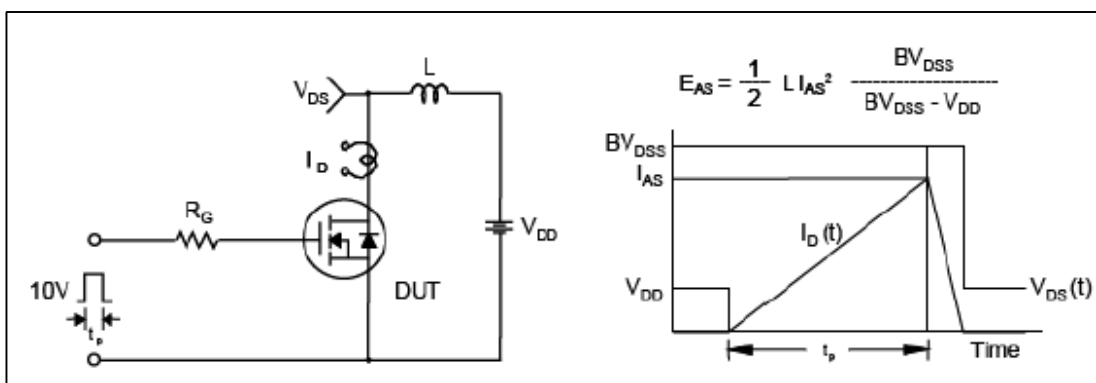 L
V_DS
I_D
R_G
V_DD
10V
DUT
t_p
E_AS = 1/2 L I_AS² BV_DSS / BV_DSS - V_DD
BV_DSS
I_AS
I_D (t)
V_DD
V_DS (t)
t_p
Time